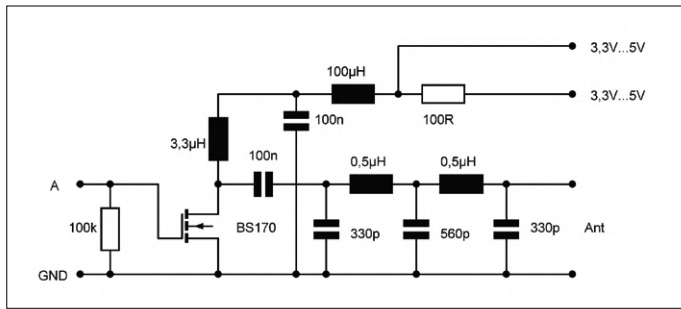 3,3V...5V
100µH
3,3V...5V
100n
100R
3,3µH
100n
0,5µH
0,5µH
A
100k
BS170
330p
560p
330p
Ant
GND